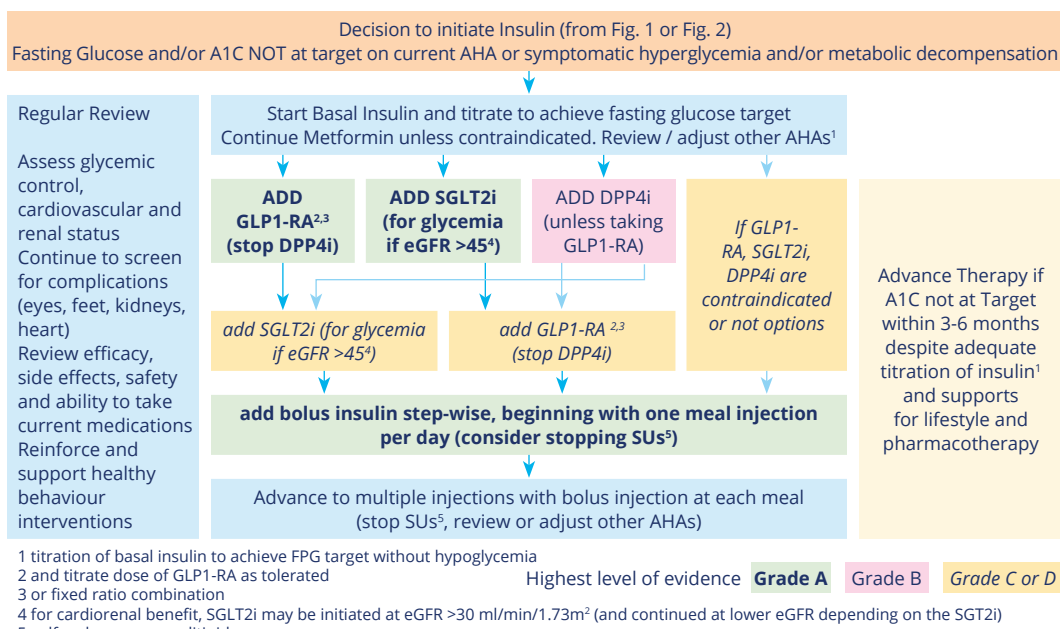 Decision to initiate Insulin (from Fig. 1 or Fig. 2)
Fasting Glucose and/or A1C NOT at target on current AHA or symptomatic hyperglycemia and/or metabolic decompensation
Regular Review
Assess glycemic
control,
cardiovascular and
renal status
Continue to screen
for complications
(eyes, feet, kidneys,
heart)
Review efficacy,
side effects, safety
and ability to take
current medications
Reinforce and
support healthy
behaviour
interventions
Start Basal Insulin and titrate to achieve fasting glucose target
Continue Metformin unless contraindicated. Review / adjust other AHAs¹
ADD
GLP1-RA²,³
(stop DPP4i)
ADD SGLT2i
(for glycemia
if eGFR >45⁴)
ADD DPP4i
(unless taking
GLP1-RA)
If GLP1-
RA, SGLT2i,
DPP4i are
contraindicated
or not options
add SGLT2i (for glycemia
if eGFR >45⁴)
add GLP1-RA ²,³
(stop DPP4i)
add bolus insulin step-wise, beginning with one meal injection
per day (consider stopping SUs⁵)
Advance to multiple injections with bolus injection at each meal
(stop SUs⁵, review or adjust other AHAs)
Advance Therapy if
A1C not at Target
within 3-6 months
despite adequate
titration of insulin¹
and supports
for lifestyle and
pharmacotherapy
1 titration of basal insulin to achieve FPG target without hypoglycemia
2 and titrate dose of GLP1-RA as tolerated
3 or fixed ratio combination
Highest level of evidence Grade A Grade B Grade C or D
4 for cardiorenal benefit, SGLT2i may be initiated at eGFR >30 ml/min/1.73m² (and continued at lower eGFR depending on the SGT2i)